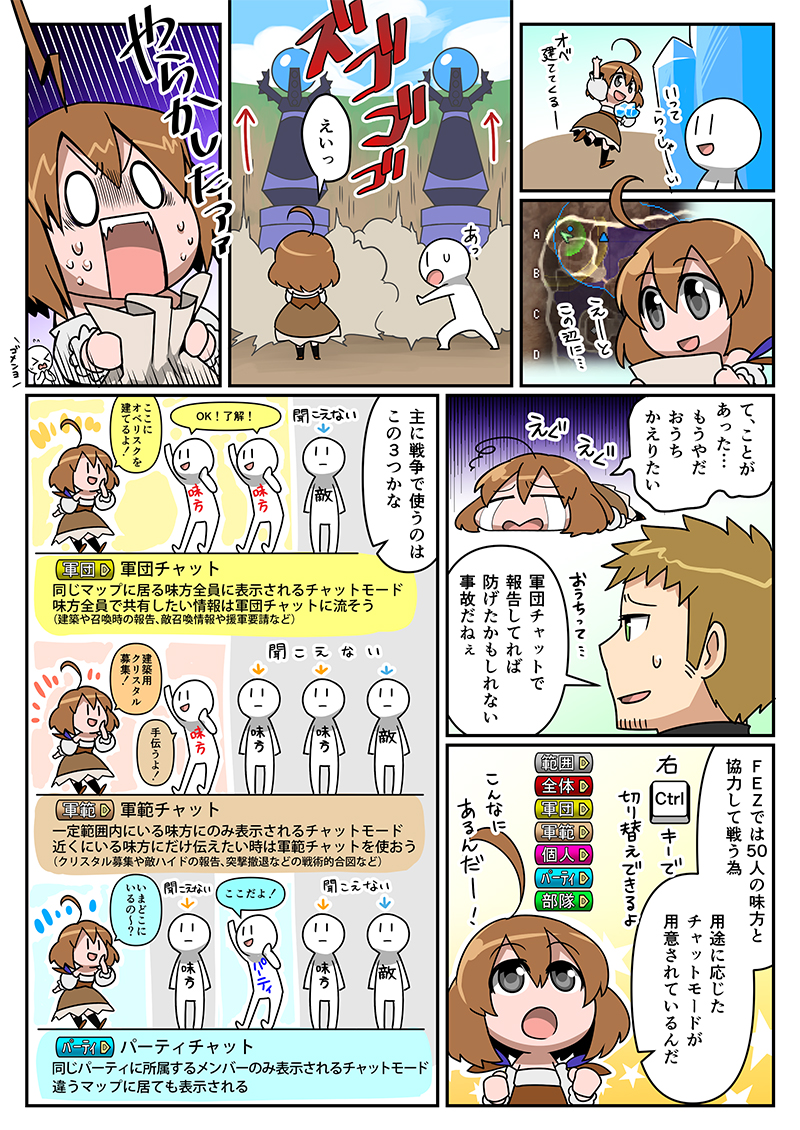 オベ
建ててくるー
いって
らっしゃーい
A
B
C
D
えーと
この辺に…
ズゴゴゴゴ
えいっ
あっ
やらかしたァァァ
ゴメンヨ
て、ことが
あった…
もうやだ
おうち
かえりたい
えぐ
えぐ
おうちって…
軍団チャットで
報告してれば
防げたかもしれない
事故だねぇ
FEZでは50人の味方と
協力して戦う為
用途に応じた
チャットモードが
用意されているんだ
右
Ctrl
キーで
切り替えできるよ
範囲
全体
軍団
軍範
個人
パーティ
部隊
こんなに
あるんだー!
主に戦争で使うのは
この3つかな
聞こえない
OK!了解!
ここに
オベリスクを
建てるよ!
味方
味方
敵
軍団 軍団チャット
同じマップに居る味方全員に表示されるチャットモード
味方全員で共有したい情報は軍団チャットに流そう
(建築や召喚時の報告、敵召喚情報や援軍要請など)
聞こえない
建築用
クリスタル
募集!
手伝うよ!
味方
味方
味方
敵
軍範 軍範チャット
一定範囲内にいる味方にのみ表示されるチャットモード
近くにいる味方にだけ伝えたい時は軍範チャットを使おう
(クリスタル募集や敵ハイドの報告、突撃撤退などの戦術的合図など)
いまどこに
いるの〜?
聞こえない
ここだよ!
聞こえない
味方
パーティ
味方
敵
パーティ パーティチャット
同じパーティに所属するメンバーのみ表示されるチャットモード
違うマップに居ても表示される